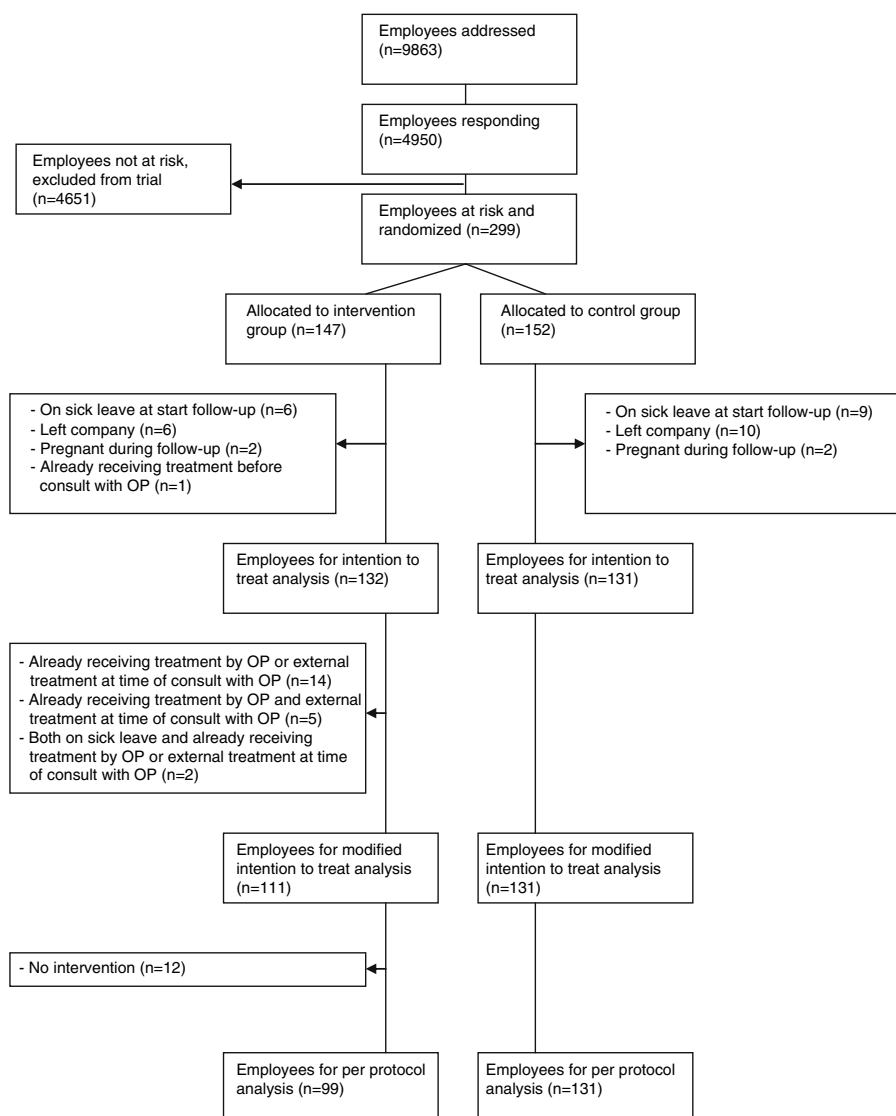 Employees addressed
(n=9863)
Employees responding
(n=4950)
Employees not at risk,
excluded from trial
(n=4651)
Employees at risk and
randomized (n=299)
Allocated to intervention
group (n=147)
Allocated to control group
(n=152)
- On sick leave at start follow-up (n=6)
- Left company (n=6)
- Pregnant during follow-up (n=2)
- Already receiving treatment before
consult with OP (n=1)
- On sick leave at start follow-up (n=9)
- Left company (n=10)
- Pregnant during follow-up (n=2)
Employees for intention to
treat analysis (n=132)
Employees for intention to
treat analysis (n=131)
- Already receiving treatment by OP or external
treatment at time of consult with OP (n=14)
- Already receiving treatment by OP and external
treatment at time of consult with OP (n=5)
- Both on sick leave and already receiving
treatment by OP or external treatment at time
of consult with OP (n=2)
Employees for modified
intention to treat analysis
(n=111)
Employees for modified
intention to treat analysis
(n=131)
- No intervention (n=12)
Employees for per protocol
analysis (n=99)
Employees for per protocol
analysis (n=131)